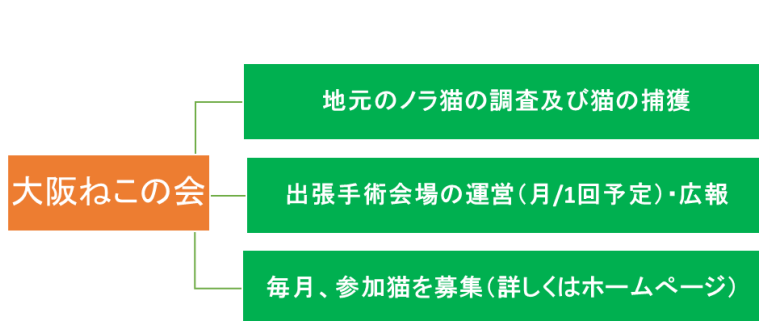 地元のノラ猫の調査及び猫の捕獲
大阪ねこの会
出張手術会場の運営（月/1回予定）・広報
毎月、参加猫を募集（詳しくはホームページ）